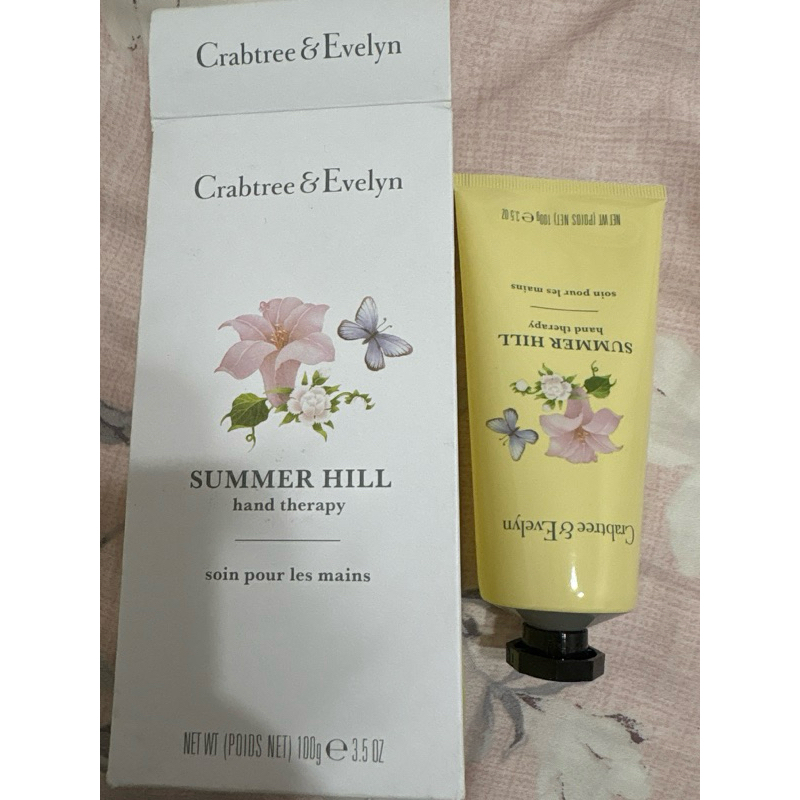 Crabtree & Evelyn
Crabtree & Evelyn
SUMMER HILL
hand therapy
soin pour les mains
NET WT (POIDS NET) 100g ℮ 3.5 OZ
Crabtree & Evelyn
SUMMER HILL
hand therapy
soin pour les mains
NET WT (POIDS NET) 100g ℮ 3.5 OZ